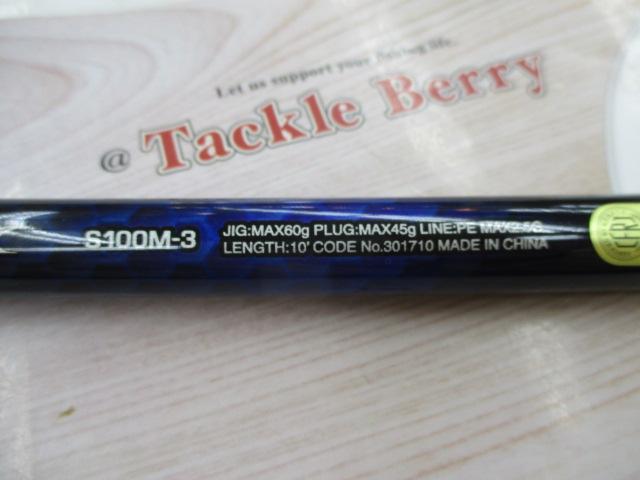 Let us support your fishing life.
@ Tackle Berry
S100M-3
JIG:MAX60g PLUG:MAX45g LINE:PE
LENGTH:10' CODE No.301710 MADE IN CHINA